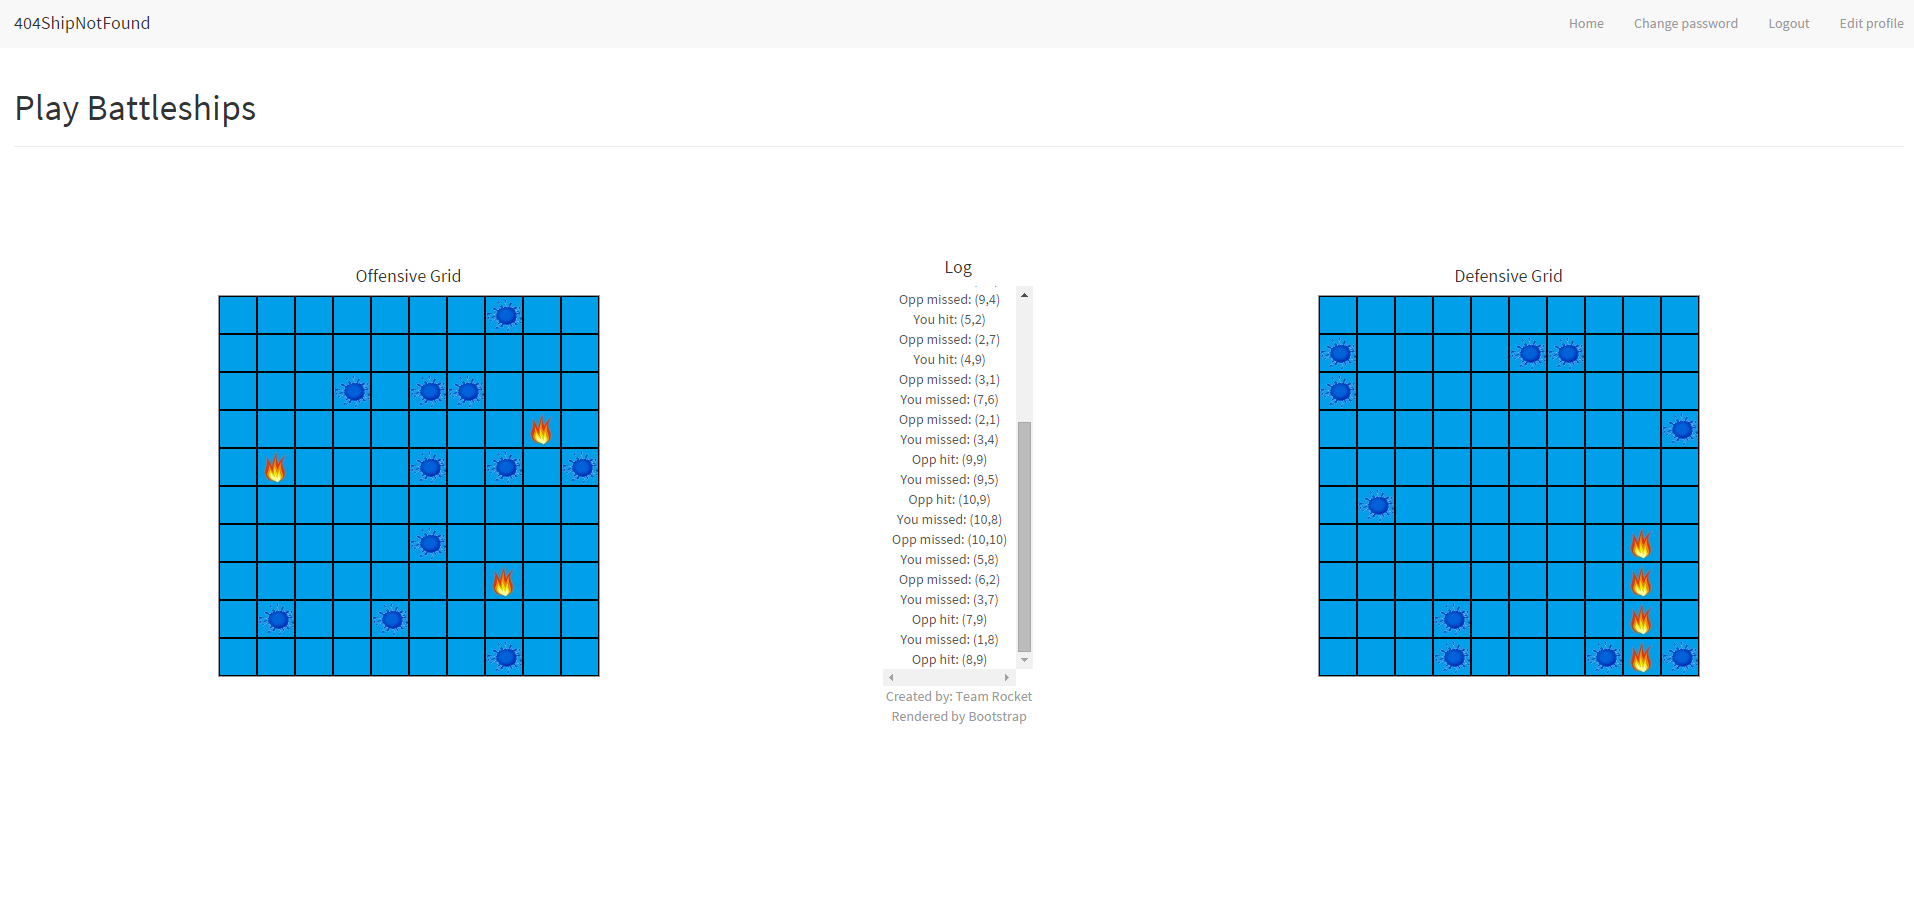 404ShipNotFound
Home Change password Logout Edit profile
Play Battleships
Offensive Grid
Log
Opp missed: (9,4)
You hit: (5,2)
Opp missed: (2,7)
You hit: (4,9)
Opp missed: (3,1)
You missed: (7,6)
Opp missed: (2,1)
You missed: (3,4)
Opp hit: (9,9)
You missed: (9,5)
Opp hit: (10,9)
You missed: (10,8)
Opp missed: (10,10)
You missed: (5,8)
Opp missed: (6,2)
You missed: (3,7)
Opp hit: (7,9)
You missed: (1,8)
Opp hit: (8,9)
Created by: Team Rocket
Rendered by Bootstrap
Defensive Grid